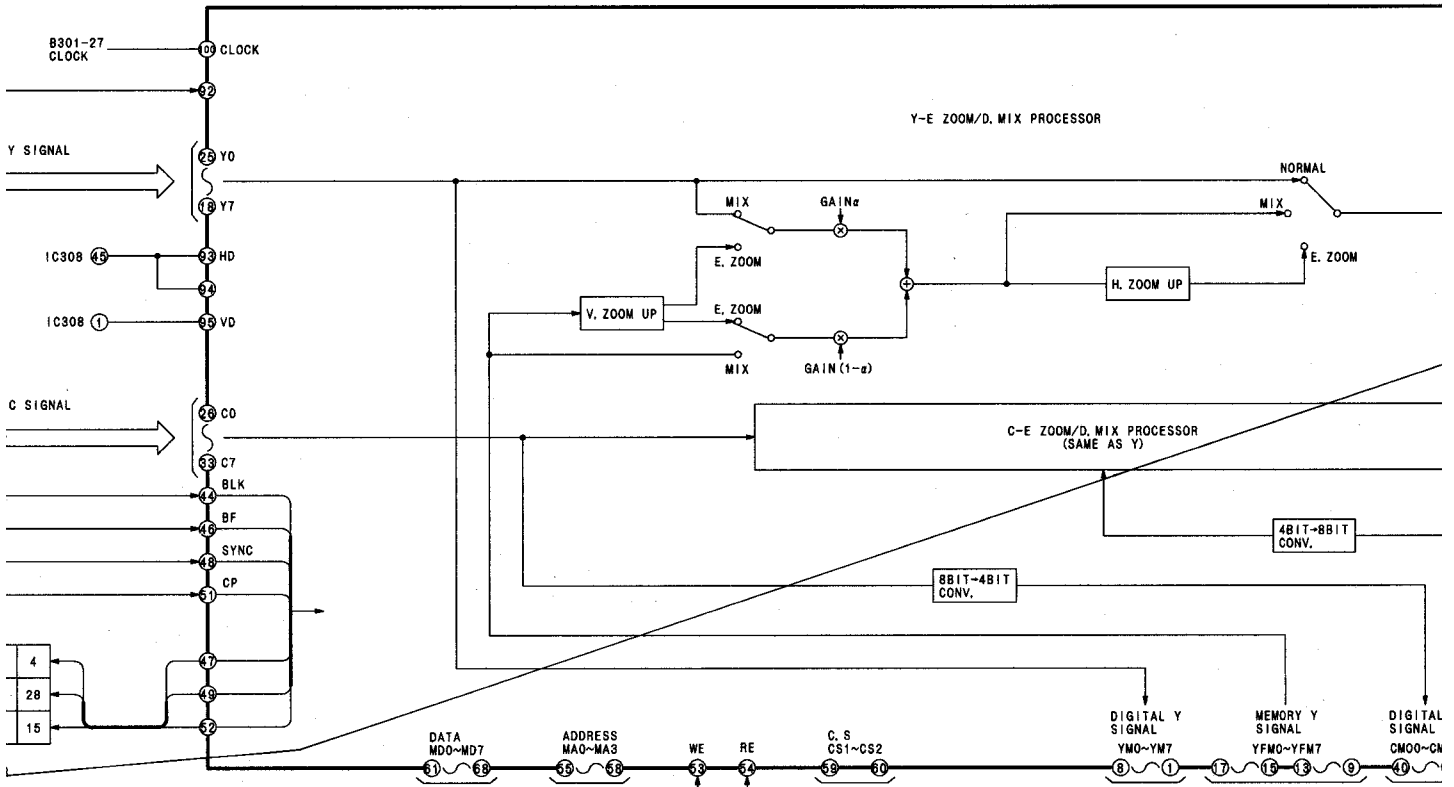 B301-27
CLOCK
100 CLOCK
92
Y-E ZOOM/D. MIX PROCESSOR
Y SIGNAL
25 Y0
18 Y7
NORMAL
MIX
E. ZOOM
MIX
GAINα
×
E. ZOOM
IC308 45
93 HD
94
IC308 1
95 VD
V. ZOOM UP
E. ZOOM
MIX
×
GAIN(1-α)
+
H. ZOOM UP
C SIGNAL
26 C0
33 C7
C-E ZOOM/D. MIX PROCESSOR
(SAME AS Y)
44 BLK
46 BF
48 SYNC
51 CP
4BIT→8BIT
CONV.
8BIT→4BIT
CONV.
4
28
15
47
49
52
DATA
MD0~MD7
61 68
ADDRESS
MA0~MA3
55 58
WE
53
RE
54
C. S
CS1~CS2
59 60
DIGITAL Y
SIGNAL
YM0~YM7
8 1
MEMORY Y
SIGNAL
YFM0~YFM7
17 15 13 9
DIGITAL
SIGNAL
CM00~CM
40